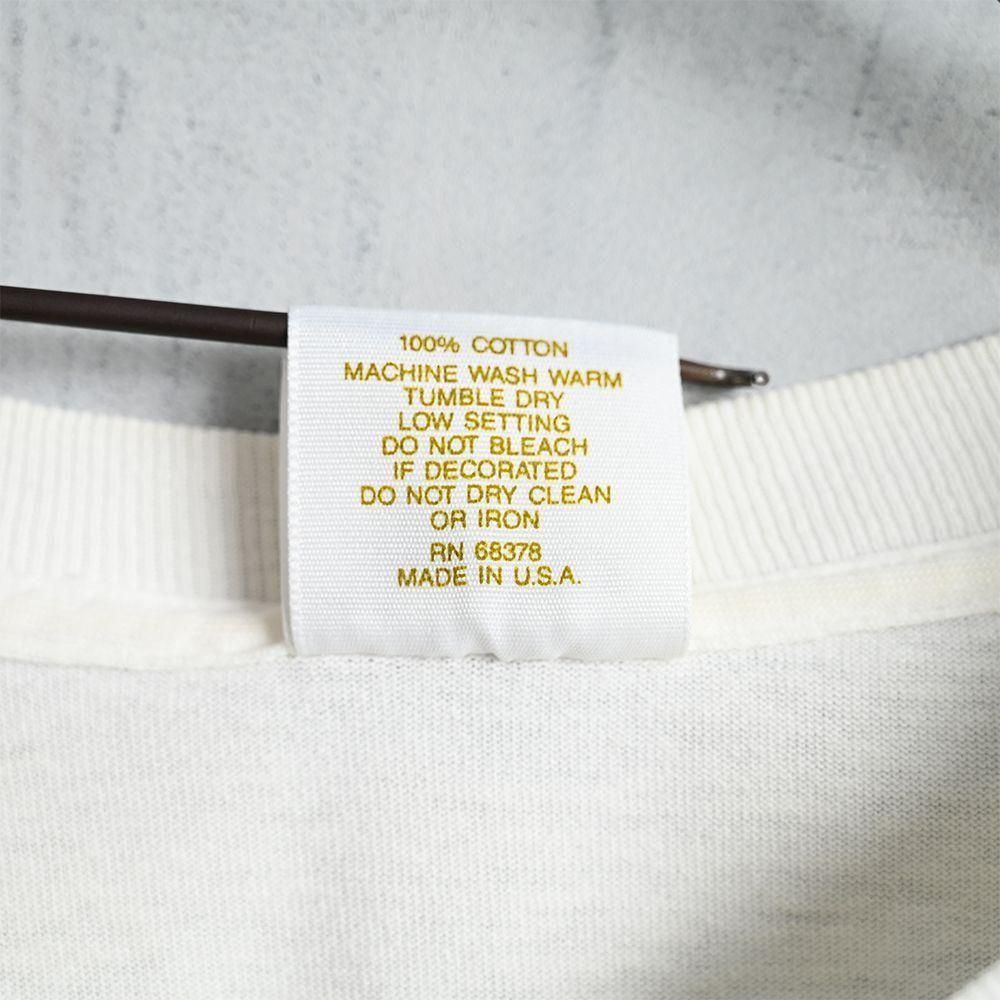 100% COTTON
MACHINE WASH WARM
TUMBLE DRY
LOW SETTING
DO NOT BLEACH
IF DECORATED
DO NOT DRY CLEAN
OR IRON
RN 68378
MADE IN U.S.A.